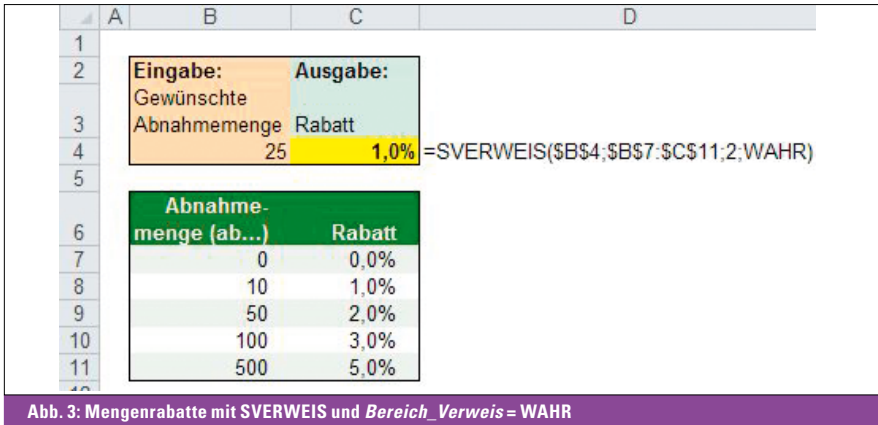 A B C D
1
2 Eingabe: Ausgabe:
Gewünschte
3 Abnahmemenge Rabatt
4 25 1,0% =SVERWEIS($B$4;$B$7:$C$11;2;WAHR)
5
Abnahme-
6 menge (ab...) Rabatt
7 0 0,0%
8 10 1,0%
9 50 2,0%
10 100 3,0%
11 500 5,0%
Abb. 3: Mengenrabatte mit SVERWEIS und Bereich_Verweis = WAHR